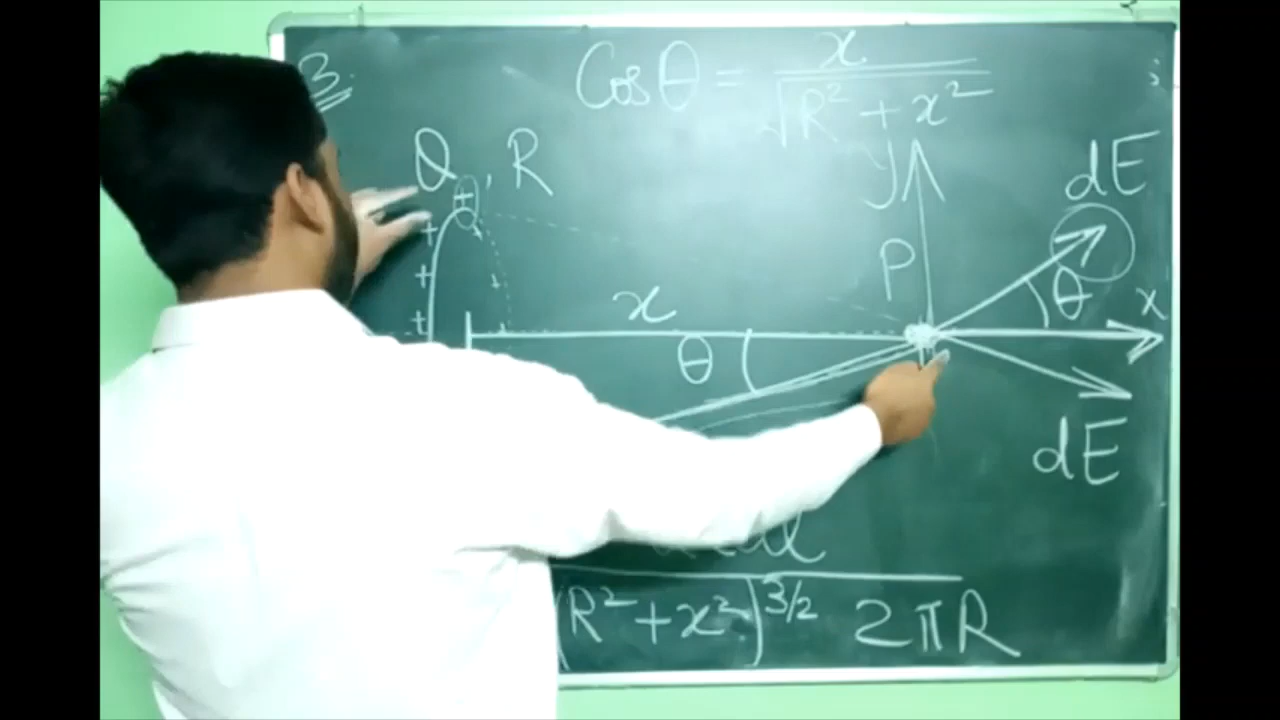 3.
Cosθ = x
√R² + x²
Q, R
y
dE
P
x
θ
x
θ
dE
(R² + x²)^3/2 2πR